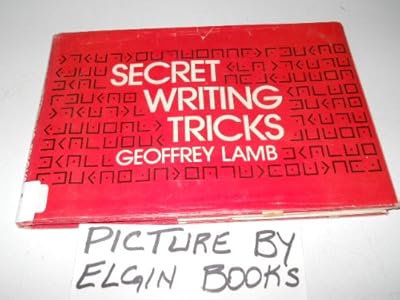 SECRET
WRITING
TRICKS
GEOFFREY LAMB
PICTURE BY
ELGIN BOOKS